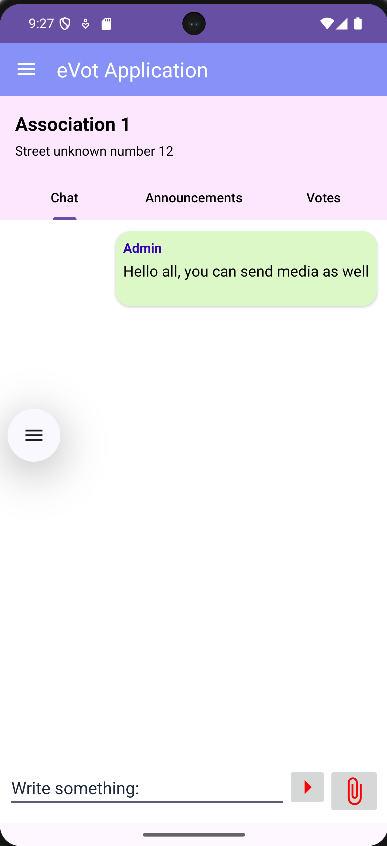 9:27
eVot Application
Association 1
Street unknown number 12
Chat Announcements Votes
Admin
Hello all, you can send media as well
Write something: